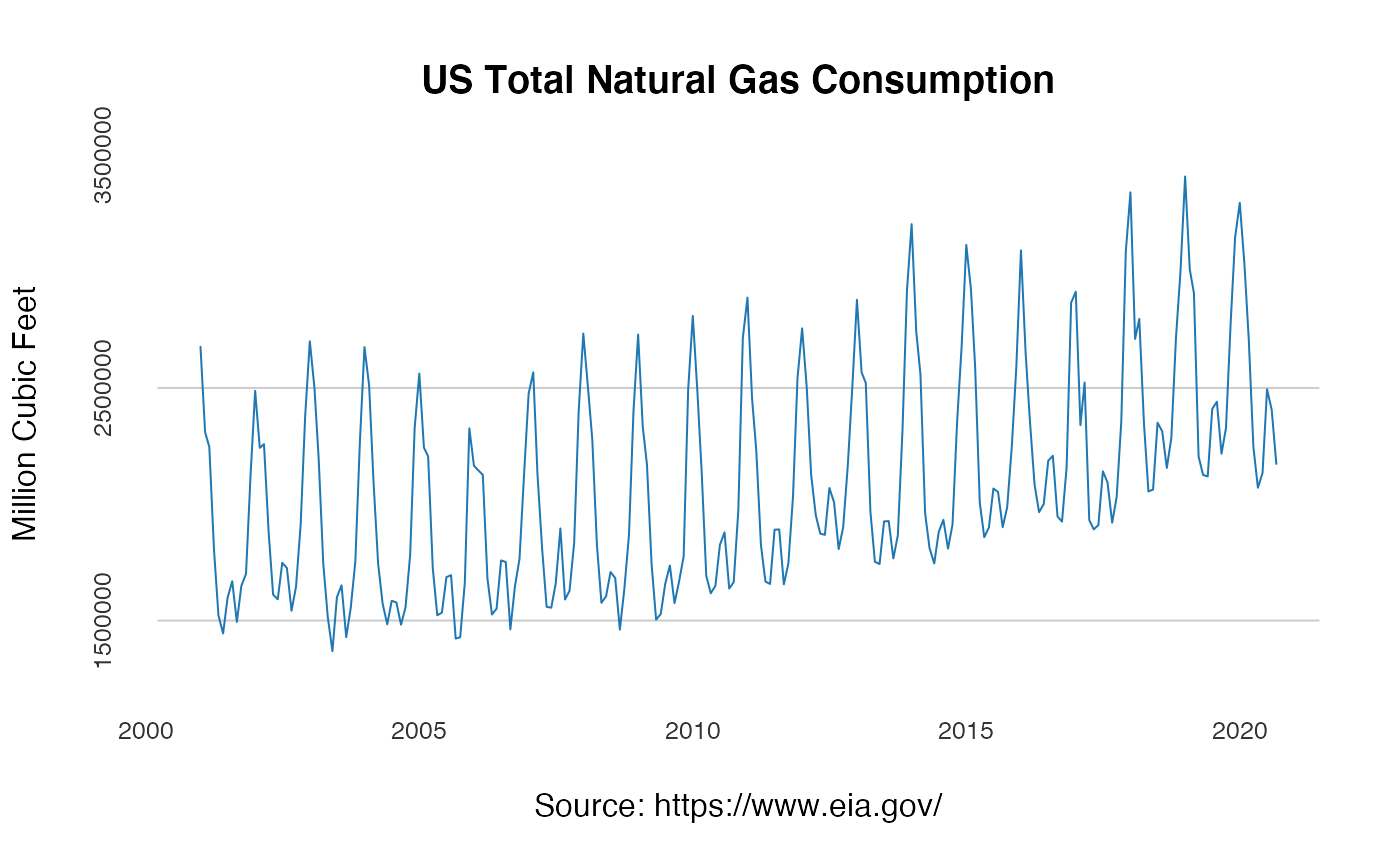 US Total Natural Gas Consumption
Million Cubic Feet
3500000
2500000
1500000
2000 2005 2010 2015 2020
Source: https://www.eia.gov/